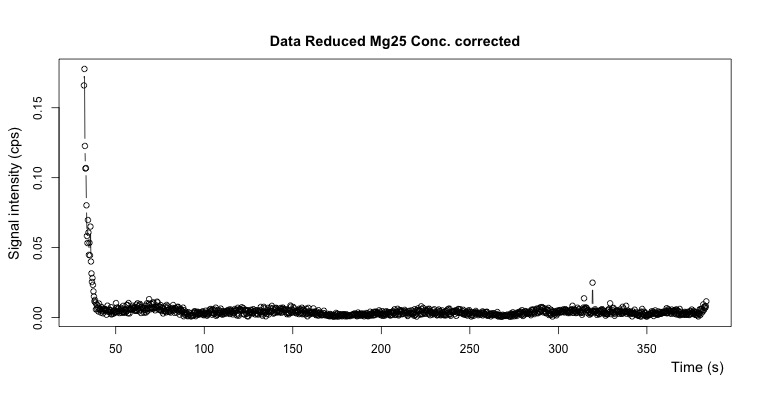 Data Reduced Mg25 Conc. corrected
Signal intensity (cps)
0.15
0.10
0.05
0.00
50 100 150 200 250 300 350
Time (s)